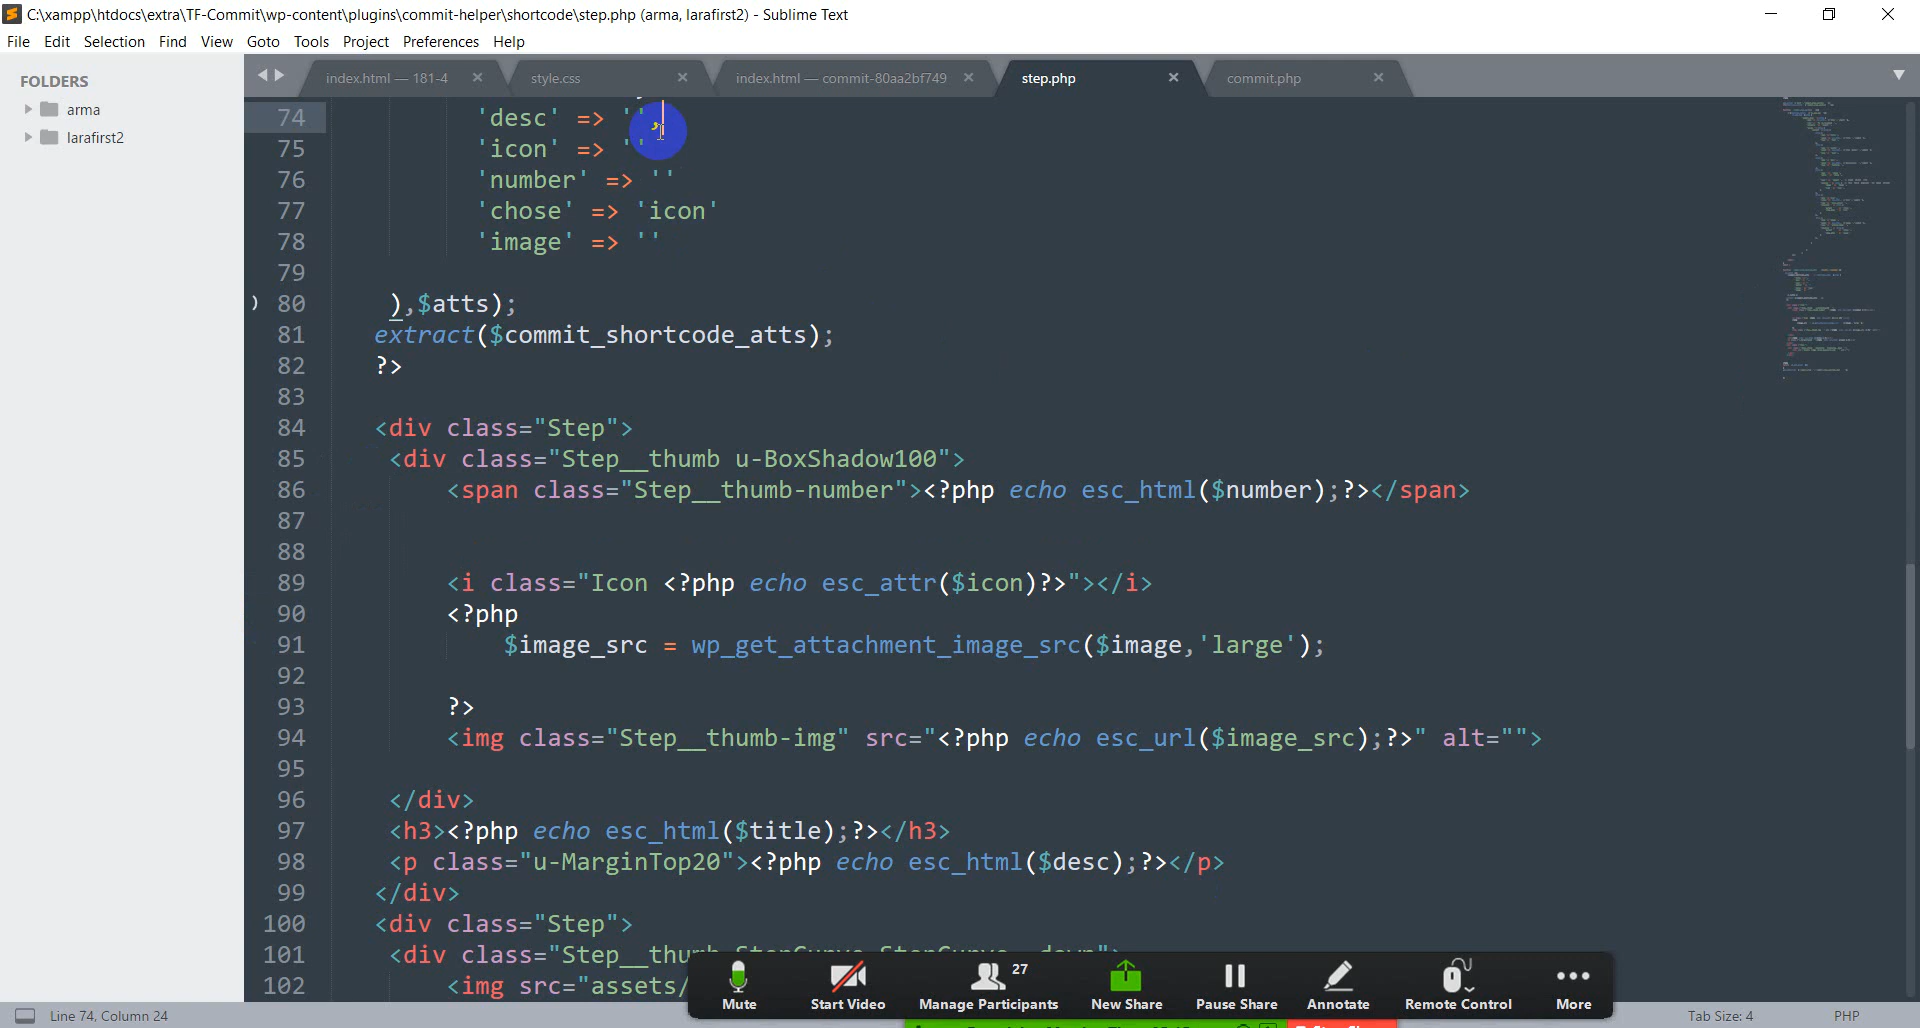 C:\xampp\htdocs\extra\TF-Commit\wp-content\plugins\commit-helper\shortcode\step.php (arma, larafirst2) - Sublime Text
File Edit Selection Find View Goto Tools Project Preferences Help
FOLDERS
arma
larafirst2
index.html — 181-4
style.css
index.html — commit-80aa2bf749
step.php
commit.php
74 'desc' => '',
75 'icon' => ''
76 'number' => ''
77 'chose' => 'icon'
78 'image' => ''
79
80 ),$atts);
81 extract($commit_shortcode_atts);
82 ?>
83
84 <div class="Step">
85 <div class="Step__thumb u-BoxShadow100">
86 <span class="Step__thumb-number"><?php echo esc_html($number);?></span>
87
88
89 <i class="Icon <?php echo esc_attr($icon)?>"></i>
90 <?php
91 $image_src = wp_get_attachment_image_src($image,'large');
92
93 ?>
94 <img class="Step__thumb-img" src="<?php echo esc_url($image_src);?>" alt="">
95
96 </div>
97 <h3><?php echo esc_html($title);?></h3>
98 <p class="u-MarginTop20"><?php echo esc_html($desc);?></p>
99 </div>
100 <div class="Step">
101 <div class="Step__thumb
102 <img src="assets/
Mute
Start Video
27
Manage Participants
New Share
Pause Share
Annotate
Remote Control
More
Line 74, Column 24
Tab Size: 4
PHP